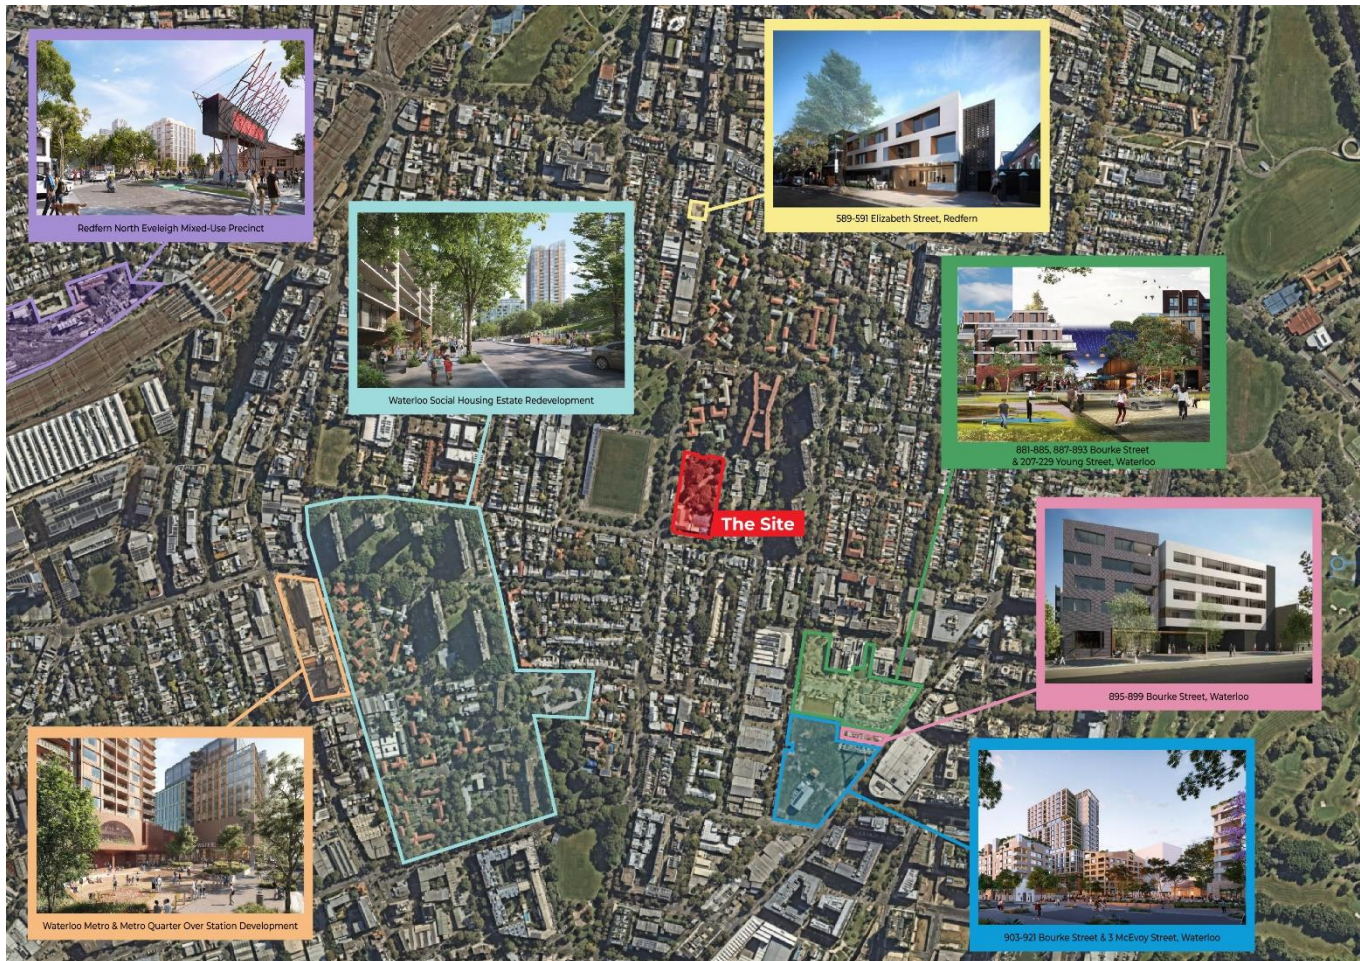 589-591 Elizabeth Street, Redfern
Redfern North Eveleigh Mixed-Use Precinct
Waterloo Social Housing Estate Redevelopment
881-885, 887-893 Bourke Street
& 207-229 Young Street, Waterloo
The Site
895-899 Bourke Street, Waterloo
Waterloo Metro & Metro Quarter Over Station Development
903-921 Bourke Street & 3 McEvoy Street, Waterloo